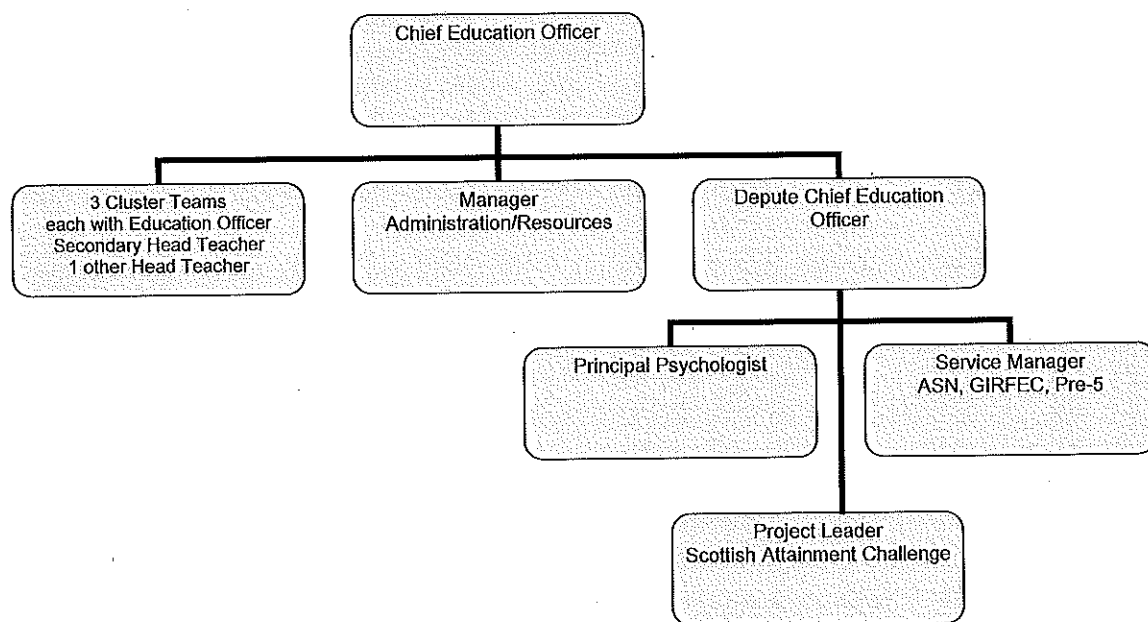 Chief Education Officer
3 Cluster Teams
each with Education Officer
Secondary Head Teacher
1 other Head Teacher
Manager
Administration/Resources
Depute Chief Education
Officer
Principal Psychologist
Service Manager
ASN, GIRFEC, Pre-5
Project Leader
Scottish Attainment Challenge